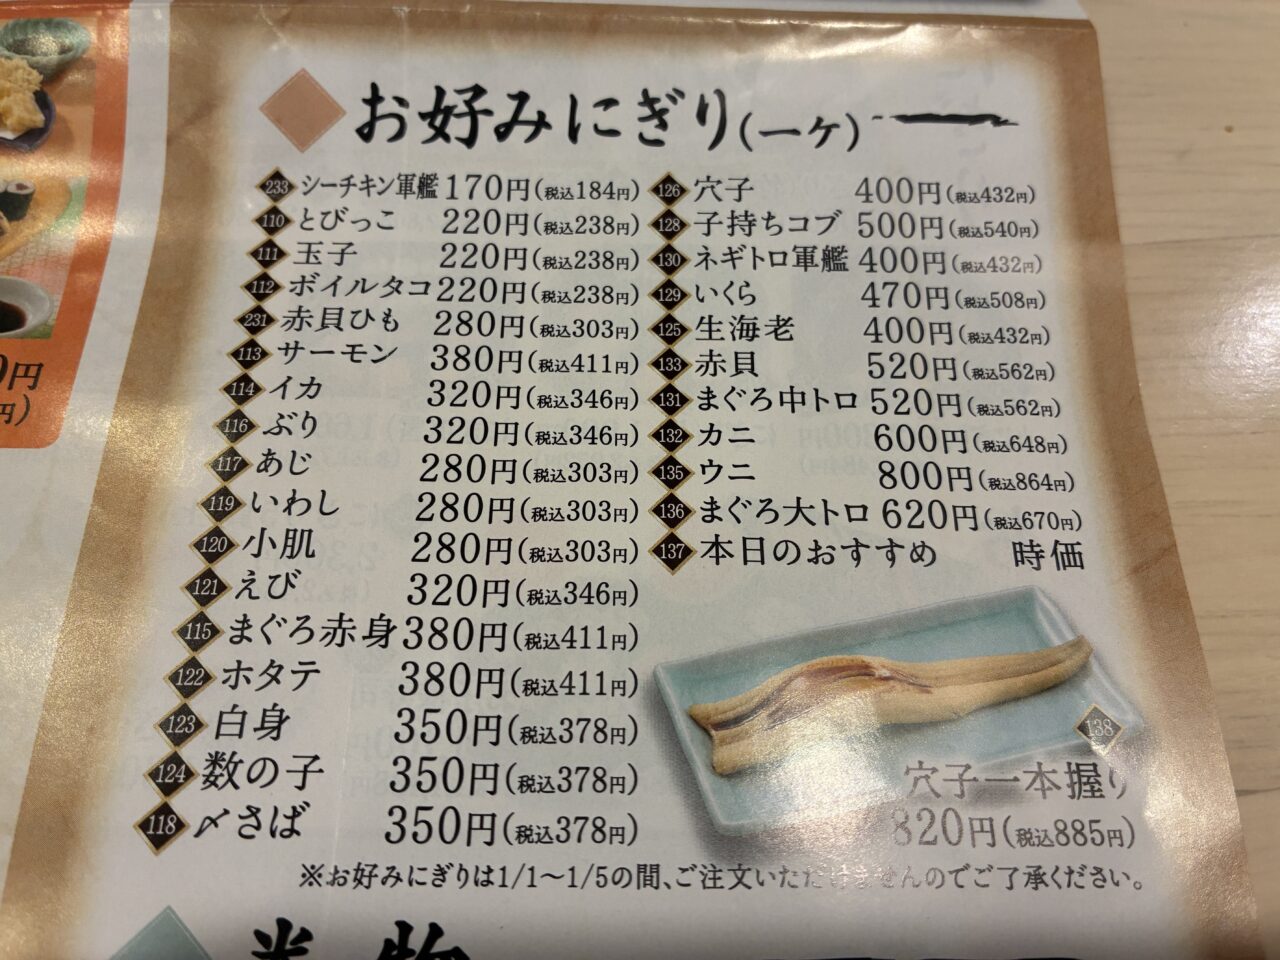 お好みにぎり(一ケ)
233 シーチキン軍艦 170円(税込184円)
110 とびっこ 220円(税込238円)
111 玉子 220円(税込238円)
112 ボイルタコ 220円(税込238円)
231 赤貝ひも 280円(税込303円)
113 サーモン 380円(税込411円)
114 イカ 320円(税込346円)
116 ぶり 320円(税込346円)
117 あじ 280円(税込303円)
119 いわし 280円(税込303円)
120 小肌 280円(税込303円)
121 えび 320円(税込346円)
115 まぐろ赤身 380円(税込411円)
122 ホタテ 380円(税込411円)
123 白身 350円(税込378円)
124 数の子 350円(税込378円)
118 〆さば 350円(税込378円)
126 穴子 400円(税込432円)
128 子持ちコブ 500円(税込540円)
130 ネギトロ軍艦 400円(税込432円)
129 いくら 470円(税込508円)
125 生海老 400円(税込432円)
133 赤貝 520円(税込562円)
131 まぐろ中トロ 520円(税込562円)
132 カニ 600円(税込648円)
135 ウニ 800円(税込864円)
136 まぐろ大トロ 620円(税込670円)
137 本日のおすすめ 時価
138
穴子一本握り
820円(税込885円)
※お好みにぎりは1/1〜1/5の間、ご注文いただけませんのでご了承ください。
0円
円)